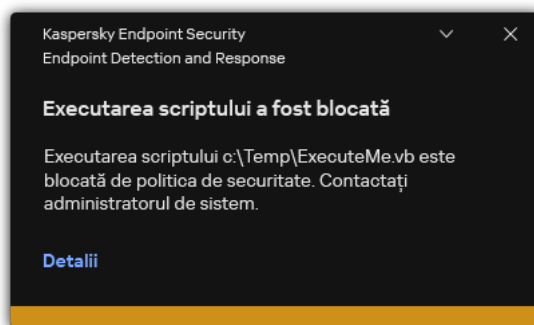 Kaspersky Endpoint Security
Endpoint Detection and Response
Executarea scriptului a fost blocată
Executarea scriptului c:\Temp\ExecuteMe.vb este
blocată de politica de securitate. Contactați
administratorul de sistem.
Detalii